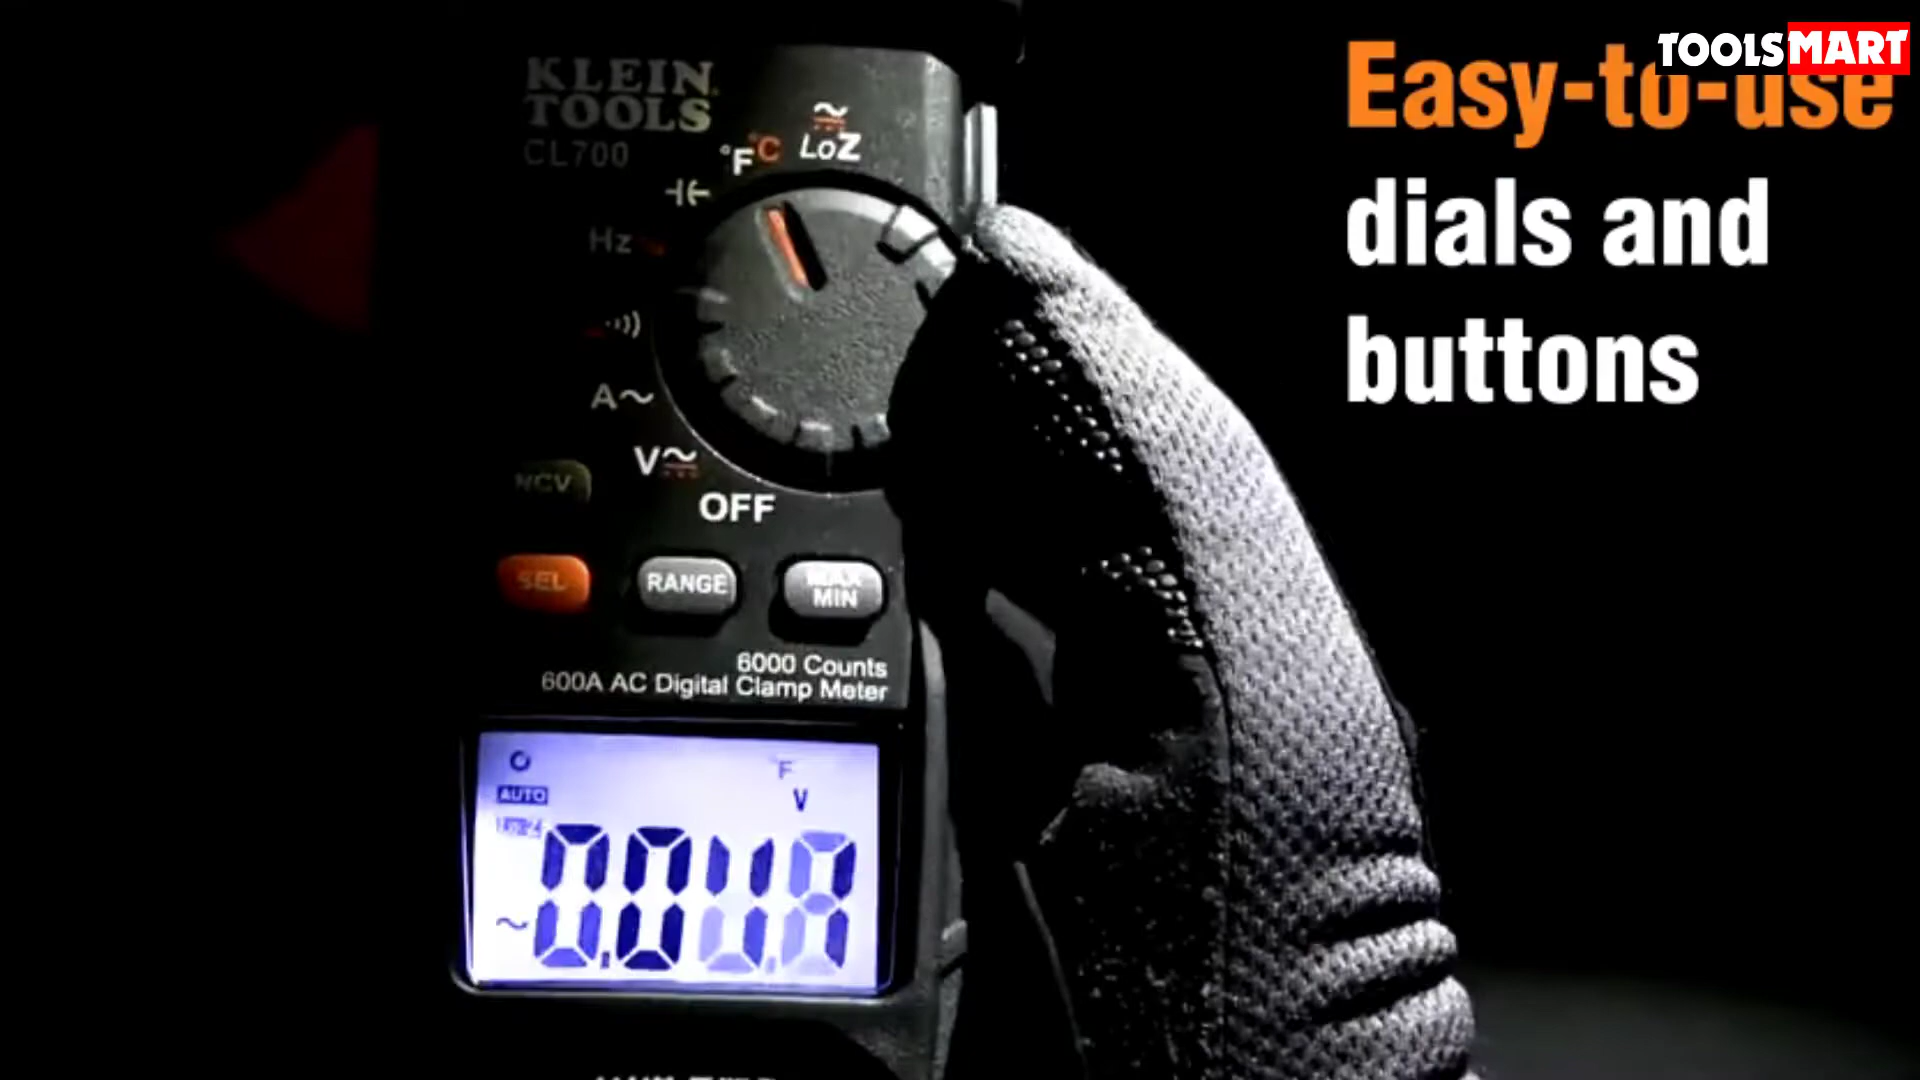 TOOLSMART
Easy-to-use
dials and
buttons
KLEIN
TOOLS
CL700
°F°C
LoZ
Hz
A~
V
OFF
NCV
SEL
RANGE
MAX
MIN
6000 Counts
600A AC Digital Clamp Meter
°F
AUTO
V